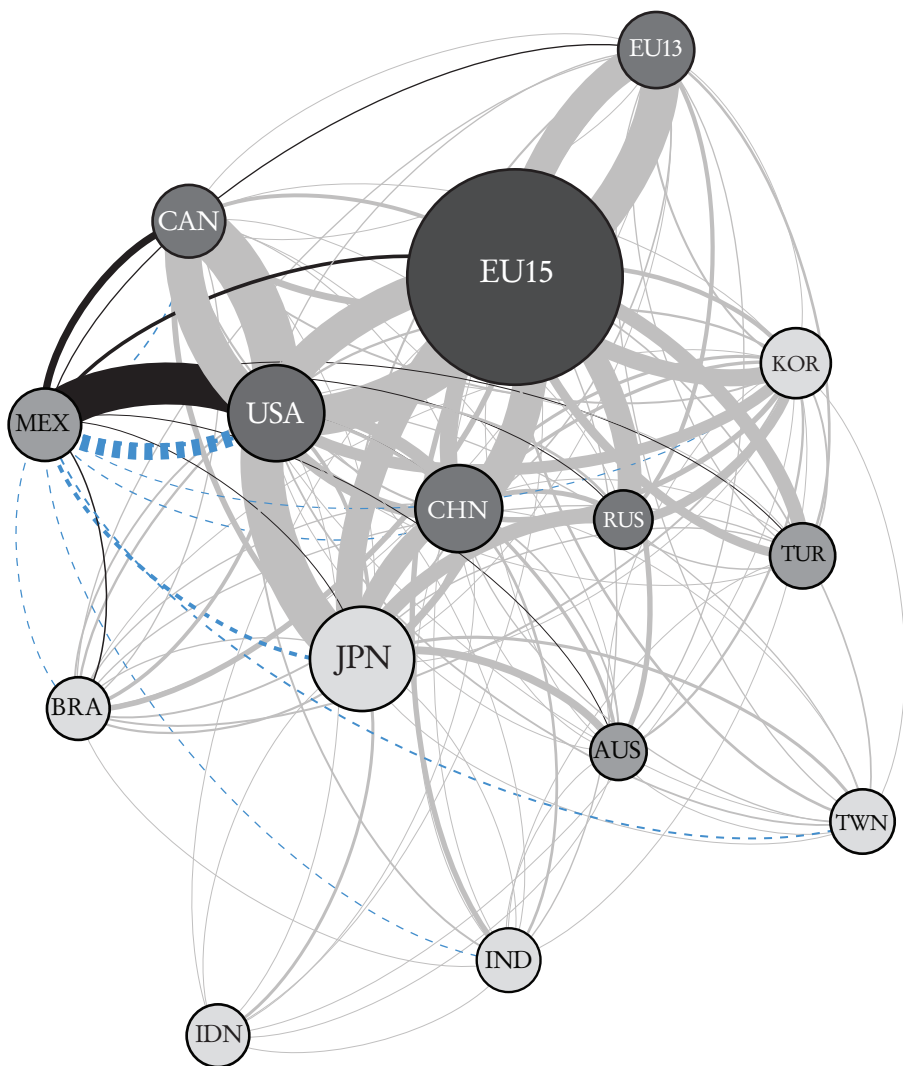 EU13
CAN
EU15
KOR
MEX
USA
CHN
RUS
TUR
JPN
BRA
AUS
TWN
IND
IDN